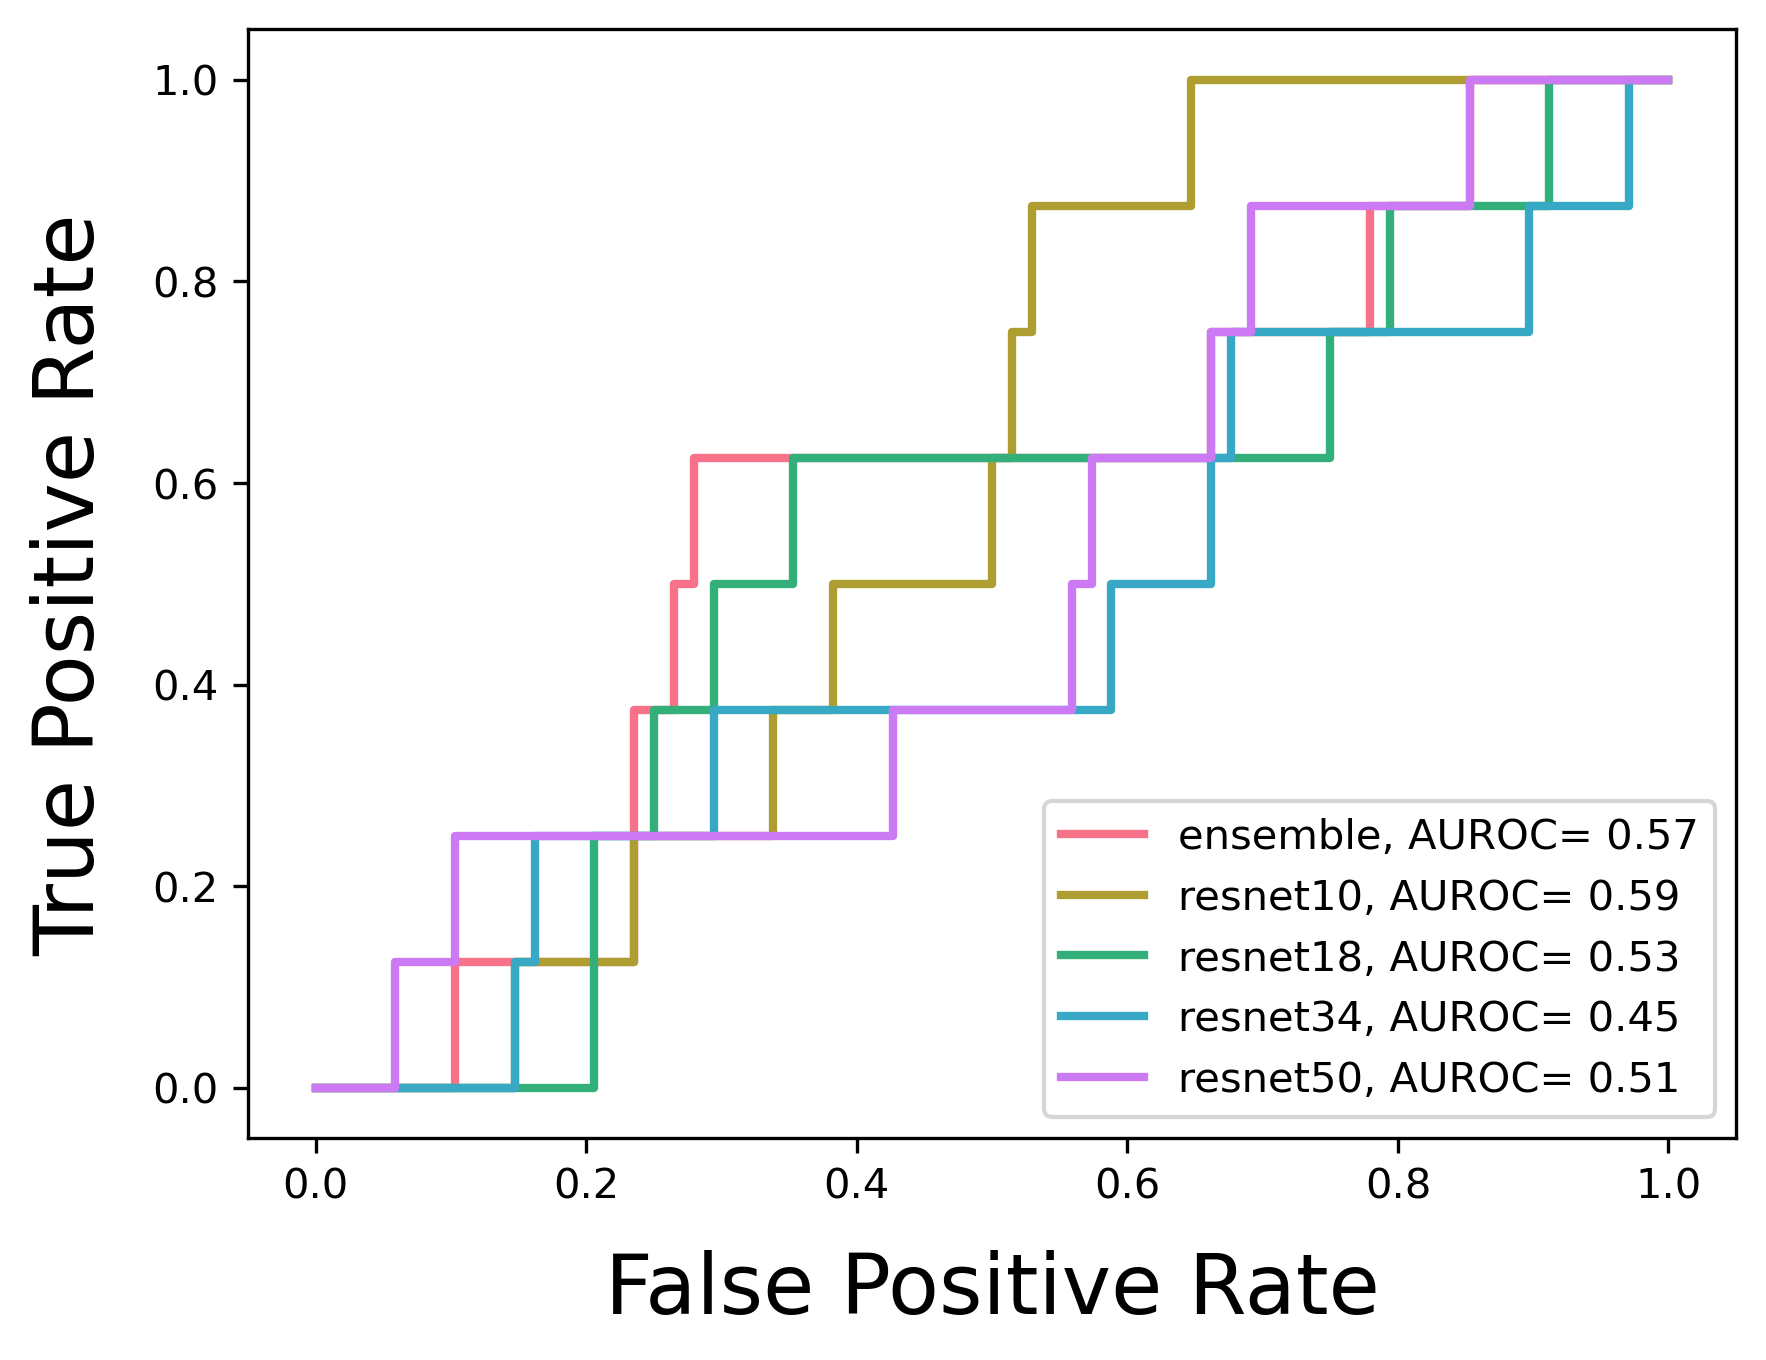 True Positive Rate
1.0
0.8
0.6
0.4
0.2
0.0
ensemble, AUROC= 0.57
resnet10, AUROC= 0.59
resnet18, AUROC= 0.53
resnet34, AUROC= 0.45
resnet50, AUROC= 0.51
0.0 0.2 0.4 0.6 0.8 1.0
False Positive Rate